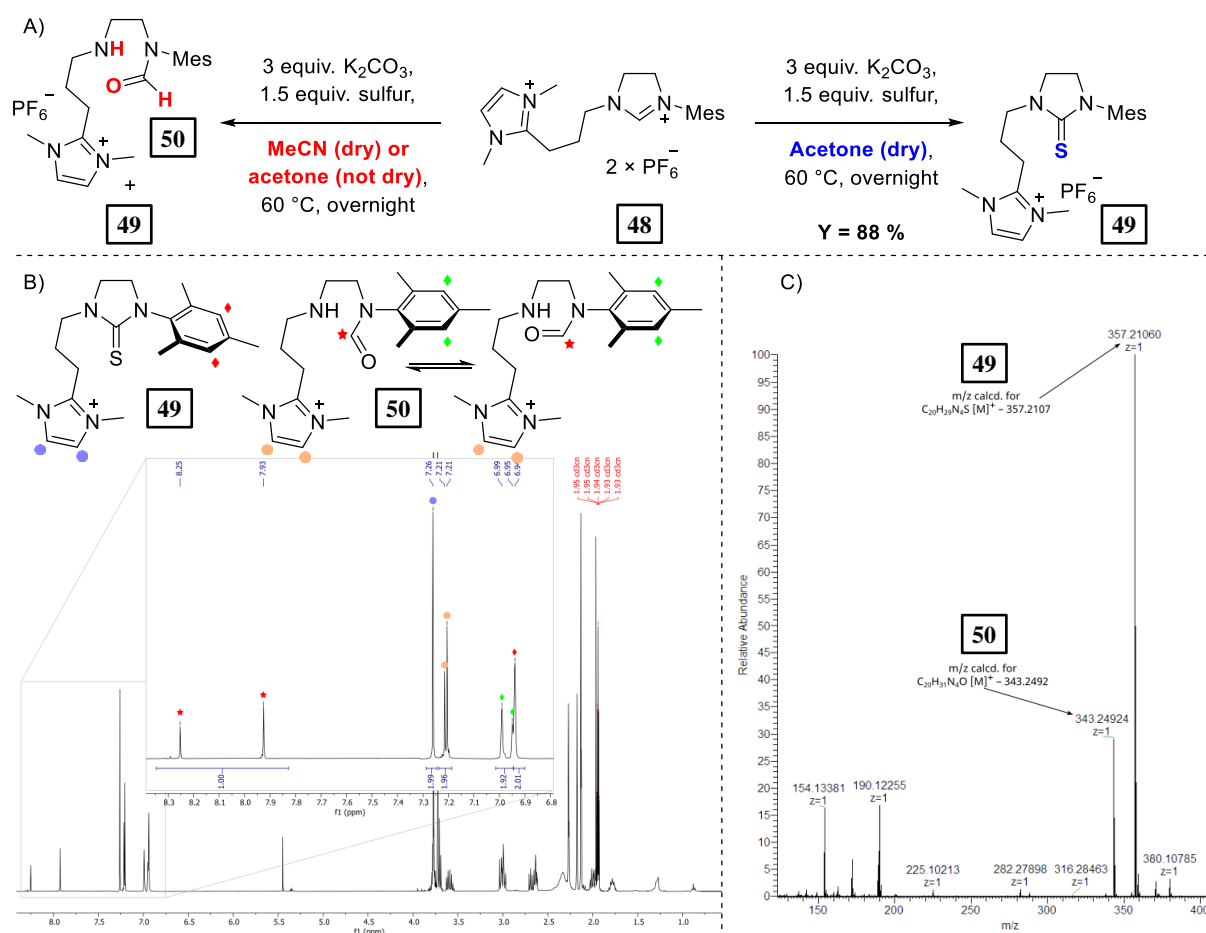 A)
NH
N
Mes
O
H
PF6−
50
N
N+
+
49
3 equiv. K2CO3,
1.5 equiv. sulfur,
MeCN (dry) or
acetone (not dry),
60 °C, overnight
N+
N
N
N+
Mes
2 × PF6−
48
3 equiv. K2CO3,
1.5 equiv. sulfur,
Acetone (dry),
60 °C, overnight
Y = 88 %
N
N
Mes
S
N
N+
PF6−
49
B)
N
N
S
49
N
N+
NH
N
O
50
N
N+
NH
N
O
N
N+
8.25
7.93
7.26
7.21
7.21
6.99
6.95
6.9
1.95 cd3cn
1.95 cd3cn
1.94 cd3cn
1.93 cd3cn
1.93 cd3cn
1.00
1.99
1.96
1.92
2.01
8.3 8.2 8.1 8.0 7.9 7.8 7.7 7.6 7.5 7.4 7.3 7.2 7.1 7.0 6.9 6.8
f1 (ppm)
8.0 7.5 7.0 6.5 6.0 5.5 5.0 4.5 4.0 3.5 3.0 2.5 2.0 1.5 1.0
f1 (ppm)
C)
357.21060
z=1
49
m/z calcd. for
C20H29N4S [M]+ – 357.2107
50
m/z calcd. for
C20H31N4O [M]+ – 343.2492
343.24924
z=1
154.13381
z=1
190.12255
z=1
225.10213
z=1
282.27898
z=1
316.28463
z=1
380.10785
z=1
Relative Abundance
100
95
90
85
80
75
70
65
60
55
50
45
40
35
30
25
20
15
10
5
0
150 200 250 300 350 400
m/z